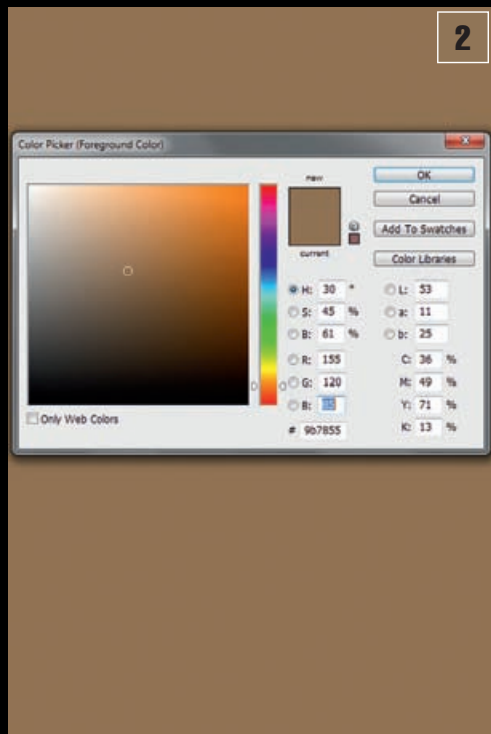 2
Color Picker (Foreground Color)
new
current
OK
Cancel
Add To Swatches
Color Libraries
H: 30 °
S: 45 %
B: 61 %
R: 155
G: 120
B: 85
# 9b7855
L: 53
a: 11
b: 25
C: 36 %
M: 49 %
Y: 71 %
K: 13 %
Only Web Colors